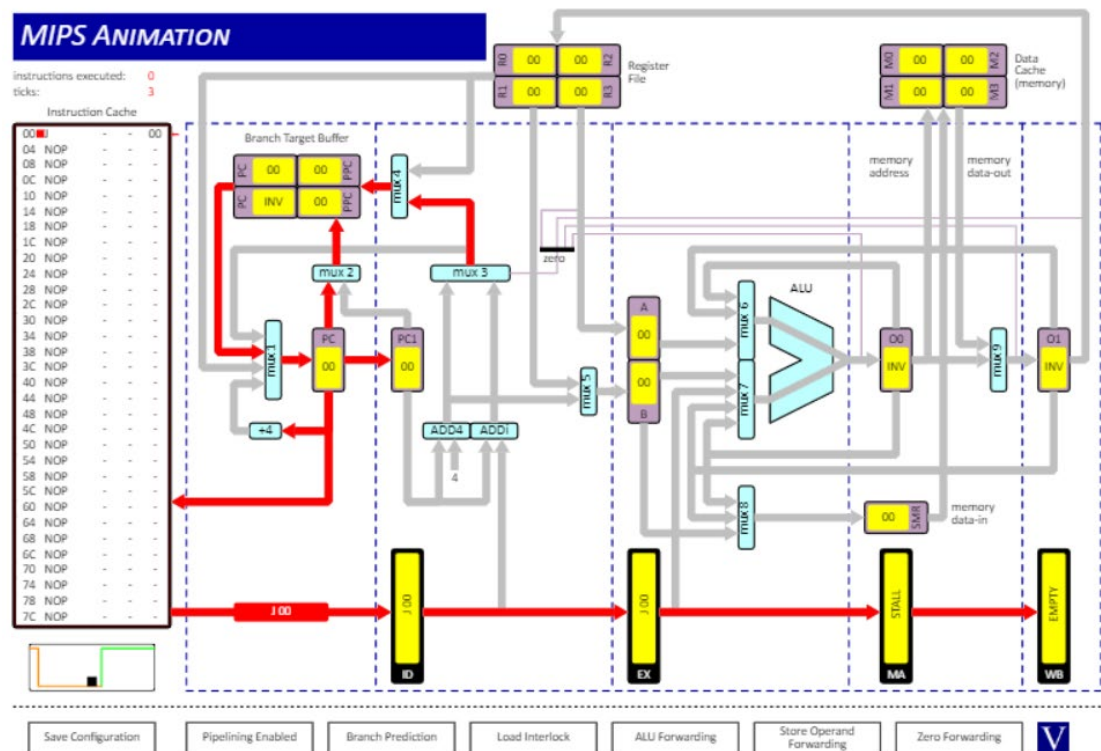 MIPS ANIMATION
instructions executed: 0
ticks: 3
Instruction Cache
00 J - - 00
04 NOP - - -
08 NOP - - -
0C NOP - - -
10 NOP - - -
14 NOP - - -
18 NOP - - -
1C NOP - - -
20 NOP - - -
24 NOP - - -
28 NOP - - -
2C NOP - - -
30 NOP - - -
34 NOP - - -
38 NOP - - -
3C NOP - - -
40 NOP - - -
44 NOP - - -
48 NOP - - -
4C NOP - - -
50 NOP - - -
54 NOP - - -
58 NOP - - -
5C NOP - - -
60 NOP - - -
64 NOP - - -
68 NOP - - -
6C NOP - - -
70 NOP - - -
74 NOP - - -
78 NOP - - -
7C NOP - - -
R0 00 00 R2
R1 00 00 R3
Register
File
M0 00 00 M2
M1 00 00 M3
Data
Cache
(memory)
Branch Target Buffer
PC 00 00 PPC
PC INV 00 PPC
mux 4
memory
address
memory
data-out
zero
mux 2
mux 3
mux 1
PC
00
PC1
00
+4
ADD4
ADDi
4
mux 5
A
00
00
B
mux 6
mux 7
ALU
O0
INV
mux 9
O1
INV
mux 8
00 SMR
memory
data-in
J 00
J 00
ID
J 00
EX
STALL
MA
EMPTY
WB
Save Configuration
Pipelining Enabled
Branch Prediction
Load Interlock
ALU Forwarding
Store Operand
Forwarding
Zero Forwarding
V